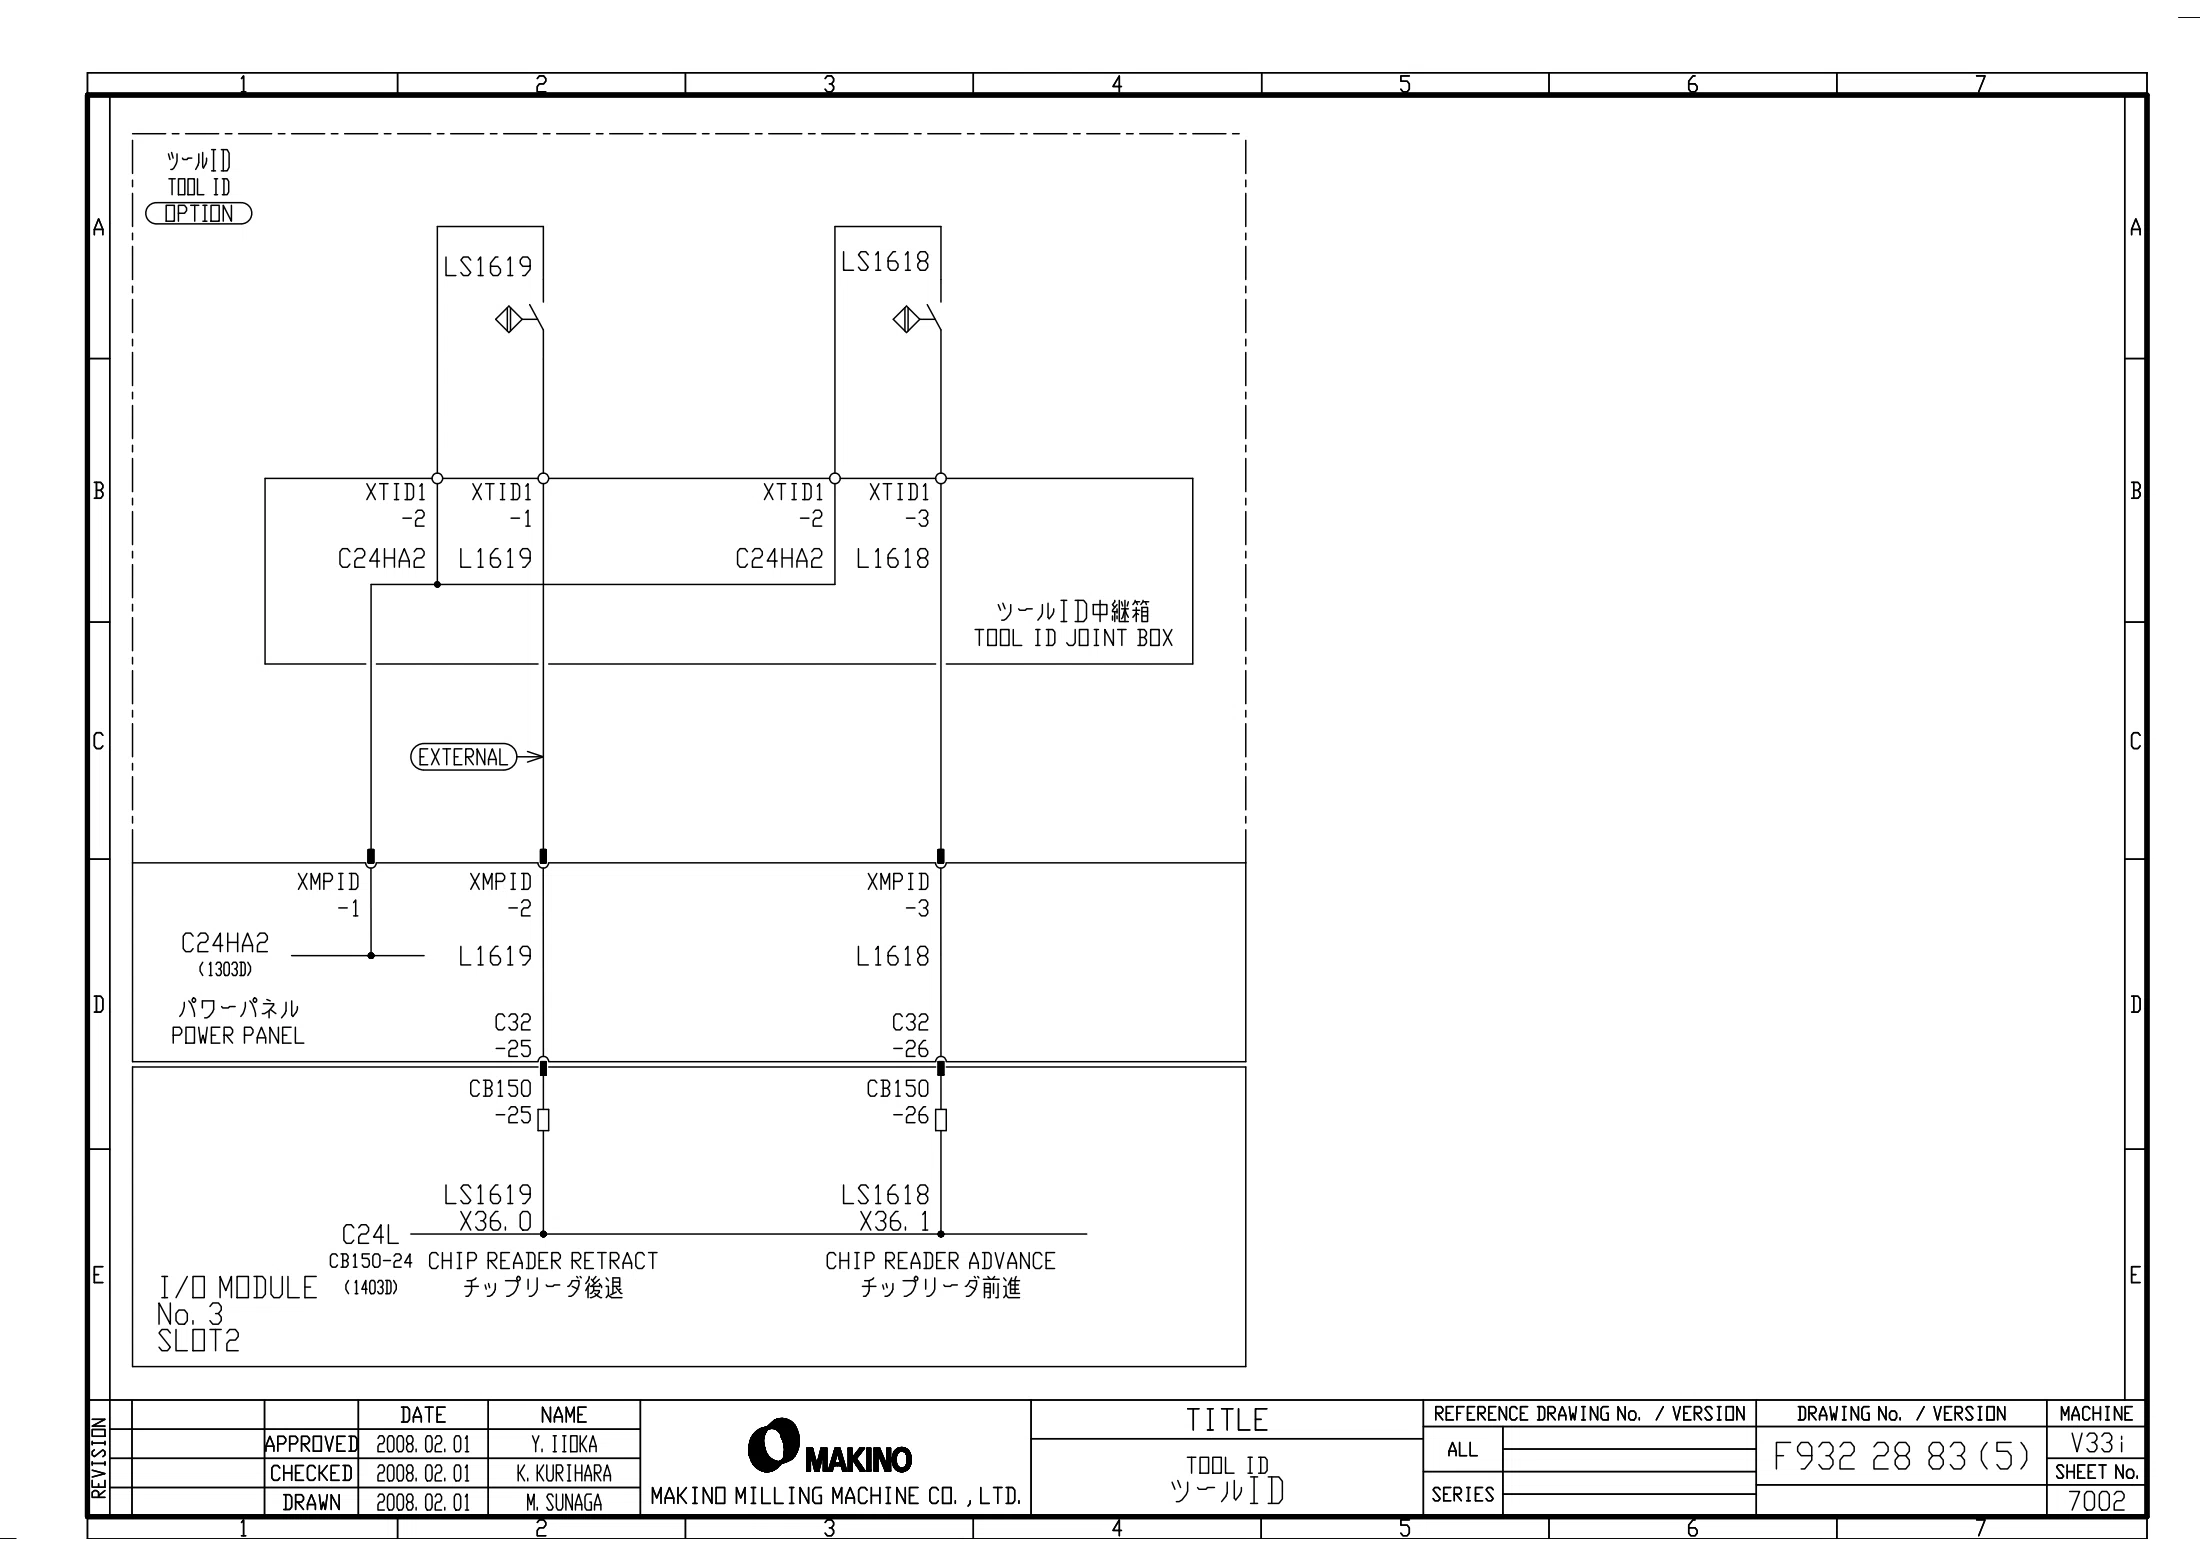 1 2 3 4 5 6 7
ツールID
TOOL ID
OPTION
A A
LS1619 LS1618
B B
XTID1 XTID1 XTID1 XTID1
-2 -1 -2 -3
C24HA2 L1619 C24HA2 L1618
ツールID中継箱
TOOL ID JOINT BOX
C C
EXTERNAL
XMPID XMPID XMPID
-1 -2 -3
C24HA2 L1619 L1618
(1303D)
D D
パワーパネル
POWER PANEL
C32 C32
-25 -26
CB150 CB150
-25 -26
LS1619 LS1618
X36.0 X36.1
C24L
CB150-24 CHIP READER RETRACT CHIP READER ADVANCE
(1403D) チップリーダ後退 チップリーダ前進
E E
I/O MODULE
No.3
SLOT2
REVISION
DATE NAME
APPROVED 2008.02.01 Y.IIOKA
CHECKED 2008.02.01 K.KURIHARA
DRAWN 2008.02.01 M.SUNAGA
MAKINO
MAKINO MILLING MACHINE CO.,LTD.
TITLE
TOOL ID
ツールID
REFERENCE DRAWING No. / VERSION
ALL
SERIES
DRAWING No. / VERSION
F932 28 83(5)
MACHINE
V33i
SHEET No.
7002
1 2 3 4 5 6 7